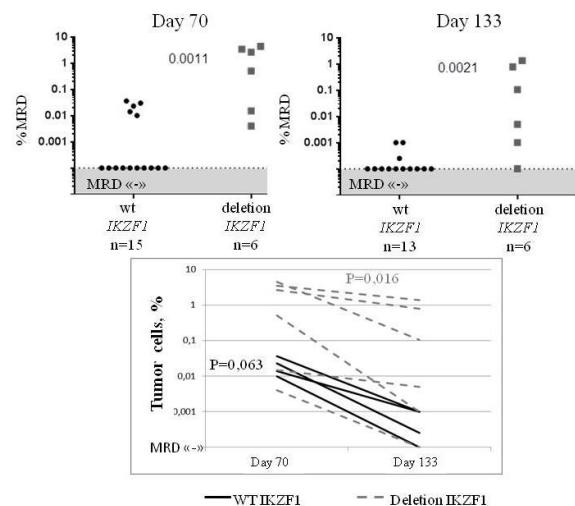 Day 70
Day 133
10
1
0.1
0.01
0.001
%MRD
0.0011
MRD «-»
wt
IKZF1
n=15
deletion
IKZF1
n=6
10
1
0.1
0.01
0.001
%MRD
0.0021
MRD «-»
wt
IKZF1
n=13
deletion
IKZF1
n=6
10
1
0,1
0,01
0,001
MRD «-»
Tumor cells, %
P=0,016
P=0,063
Day 70
Day 133
WT IKZF1
Deletion IKZF1